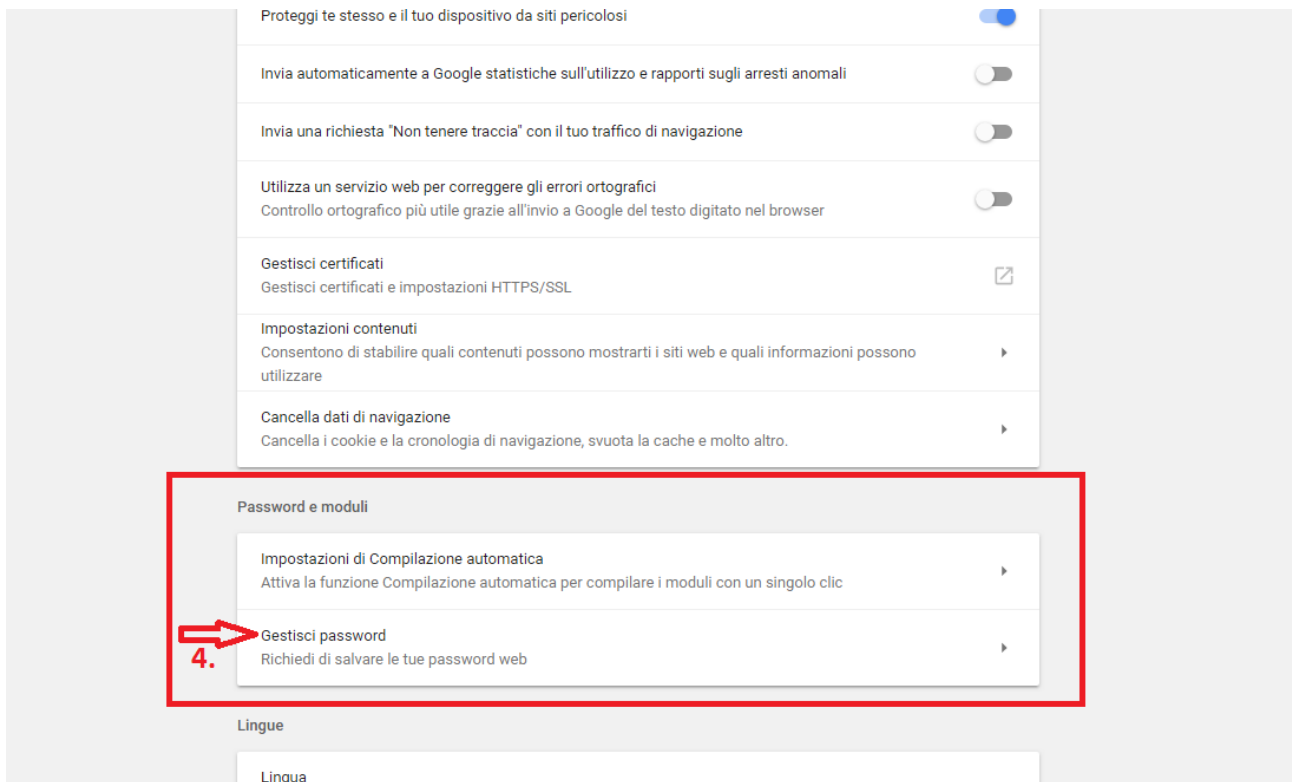 Proteggi te stesso e il tuo dispositivo da siti pericolosi
Invia automaticamente a Google statistiche sull'utilizzo e rapporti sugli arresti anomali
Invia una richiesta "Non tenere traccia" con il tuo traffico di navigazione
Utilizza un servizio web per correggere gli errori ortografici
Controllo ortografico più utile grazie all'invio a Google del testo digitato nel browser
Gestisci certificati
Gestisci certificati e impostazioni HTTPS/SSL
Impostazioni contenuti
Consentono di stabilire quali contenuti possono mostrarti i siti web e quali informazioni possono
utilizzare
Cancella dati di navigazione
Cancella i cookie e la cronologia di navigazione, svuota la cache e molto altro.
Password e moduli
Impostazioni di Compilazione automatica
Attiva la funzione Compilazione automatica per compilare i moduli con un singolo clic
Gestisci password
4.
Richiedi di salvare le tue password web
Lingue
Lingua